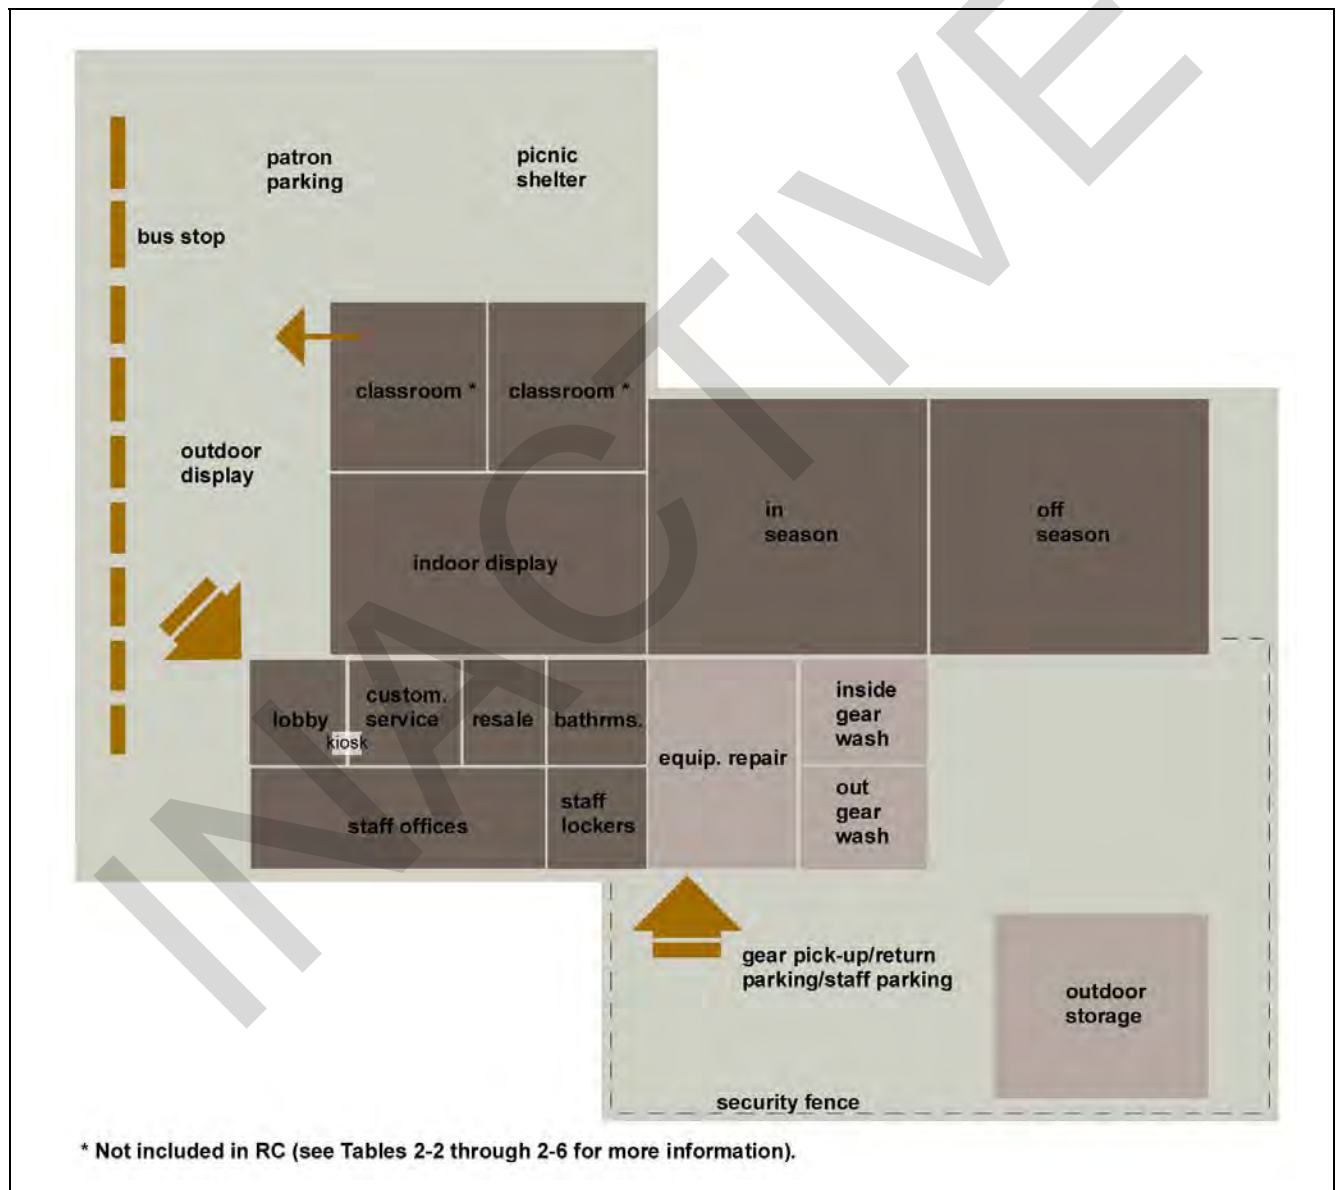 patron
parking
picnic
shelter
bus stop
classroom *
classroom *
outdoor
display
in
season
off
season
indoor display
lobby
custom.
service
resale
bathrms.
kiosk
equip. repair
inside
gear
wash
out
gear
wash
staff offices
staff
lockers
gear pick-up/return
parking/staff parking
outdoor
storage
security fence
* Not included in RC (see Tables 2-2 through 2-6 for more information).
INACTIVE